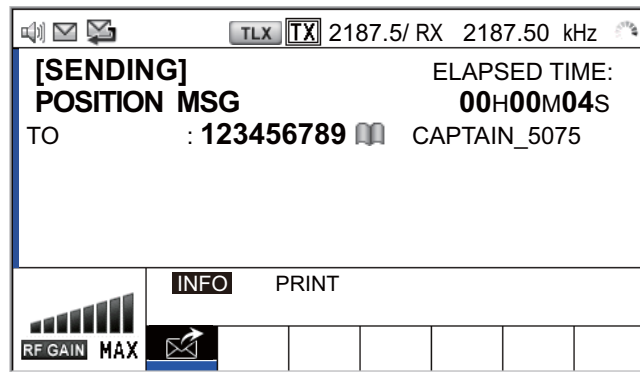 TLX TX 2187.5/ RX 2187.50 kHz
[SENDING] ELAPSED TIME:
POSITION MSG 00H00M04S
TO : 123456789 CAPTAIN_5075
INFO PRINT
RF GAIN MAX